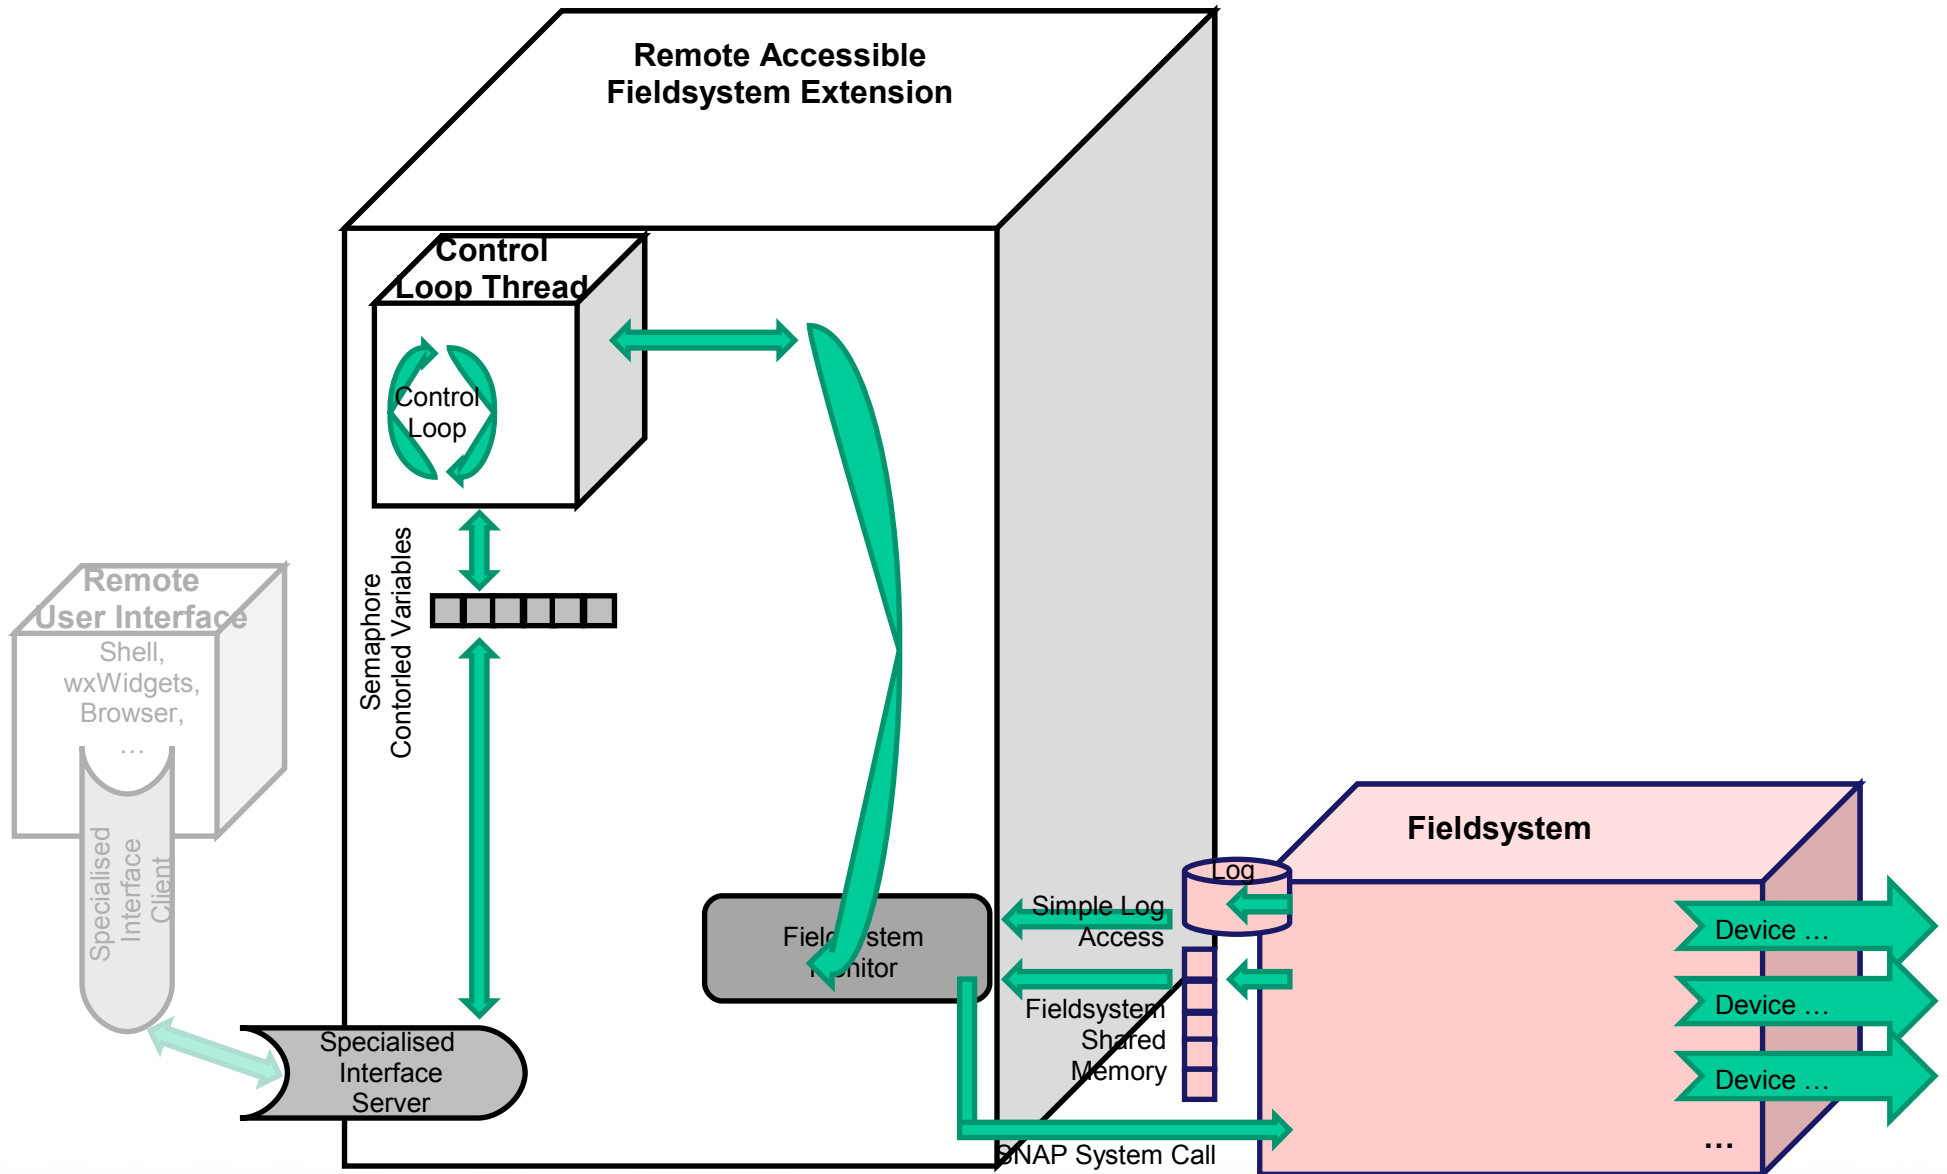 Remote Accessible
Fieldsystem Extension
Control
Loop Thread
Control
Loop
Semaphore
Contorled Variables
Remote
User Interface
Shell,
wxWidgets,
Browser,
…
Specialised
Interface
Client
Specialised
Interface
Server
Fieldsystem
Monitor
Simple Log
Access
Log
Fieldsystem
Shared
Memory
SNAP System Call
Fieldsystem
Device …
Device …
Device …
...